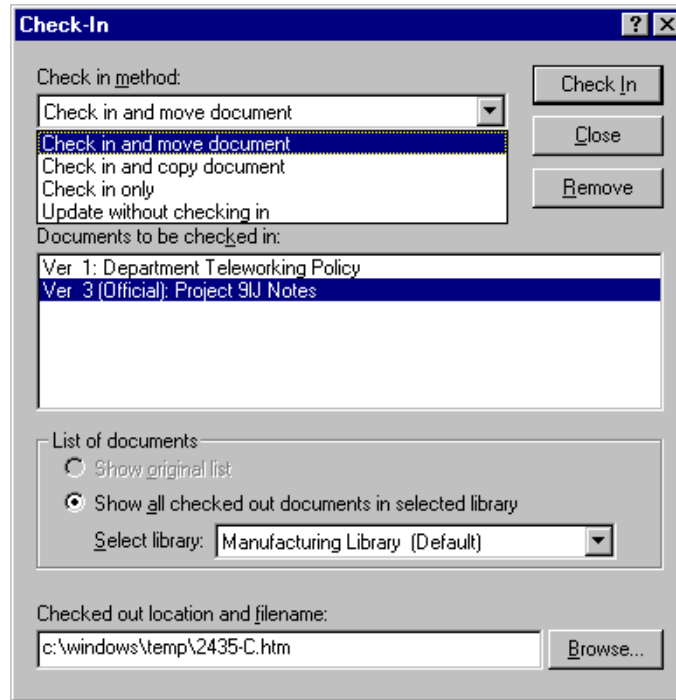 Check-In
Check in method:
Check In
Check in and move document
Check in and move document
Close
Check in and copy document
Check in only
Remove
Update without checking in
Documents to be checked in:
Ver 1: Department Teleworking Policy
Ver 3 (Official): Project 9IJ Notes
List of documents
Show original list
Show all checked out documents in selected library
Select library: Manufacturing Library (Default)
Checked out location and filename:
c:\windows\temp\2435-C.htm
Browse...